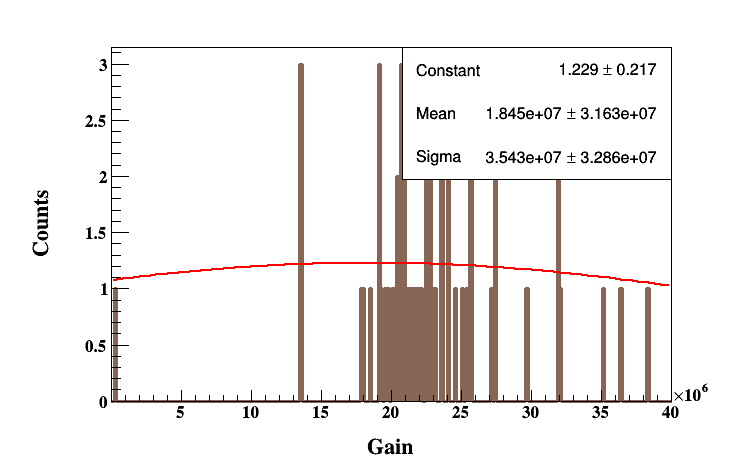 Constant 1.229 ± 0.217
Mean 1.845e+07 ± 3.163e+07
Sigma 3.543e+07 ± 3.286e+07
3
2.5
2
1.5
1
0.5
0
Counts
5 10 15 20 25 30 35 40
×10⁶
Gain